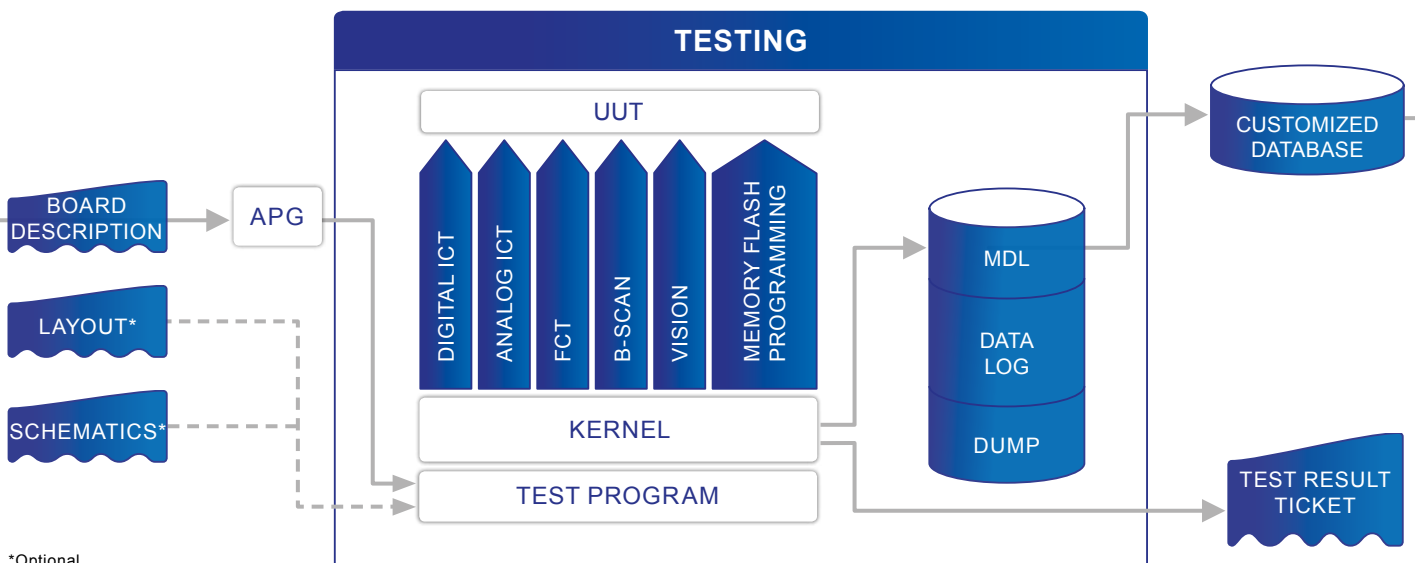 TESTING
UUT
CUSTOMIZED
DATABASE
BOARD
DESCRIPTION
APG
DIGITAL ICT
ANALOG ICT
FCT
B-SCAN
VISION
MEMORY FLASH
PROGRAMMING
MDL
LAYOUT*
DATA
LOG
SCHEMATICS*
KERNEL
DUMP
TEST PROGRAM
TEST RESULT
TICKET
*Optional